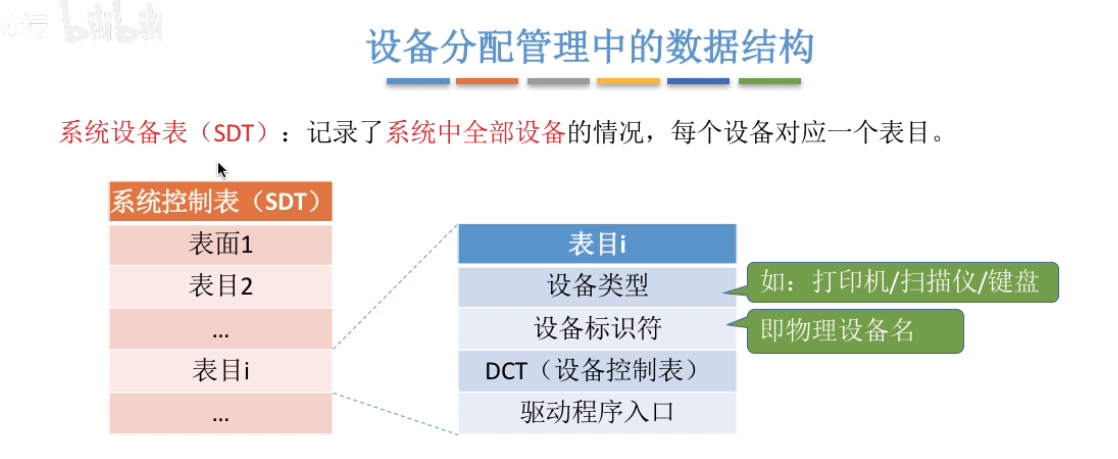 bilibili
设备分配管理中的数据结构
系统设备表（SDT）：记录了系统中全部设备的情况，每个设备对应一个表目。
系统控制表（SDT）
表面1
表目2
...
表目i
...
表目i
设备类型
设备标识符
DCT（设备控制表）
驱动程序入口
如：打印机/扫描仪/键盘
即物理设备名